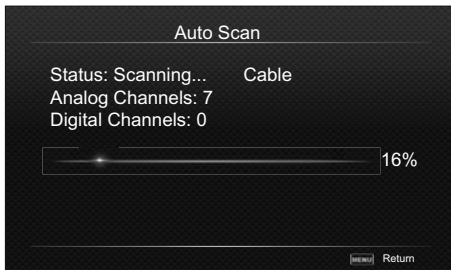 Auto Scan
Status: Scanning... Cable
Analog Channels: 7
Digital Channels: 0
16%
MENU Return